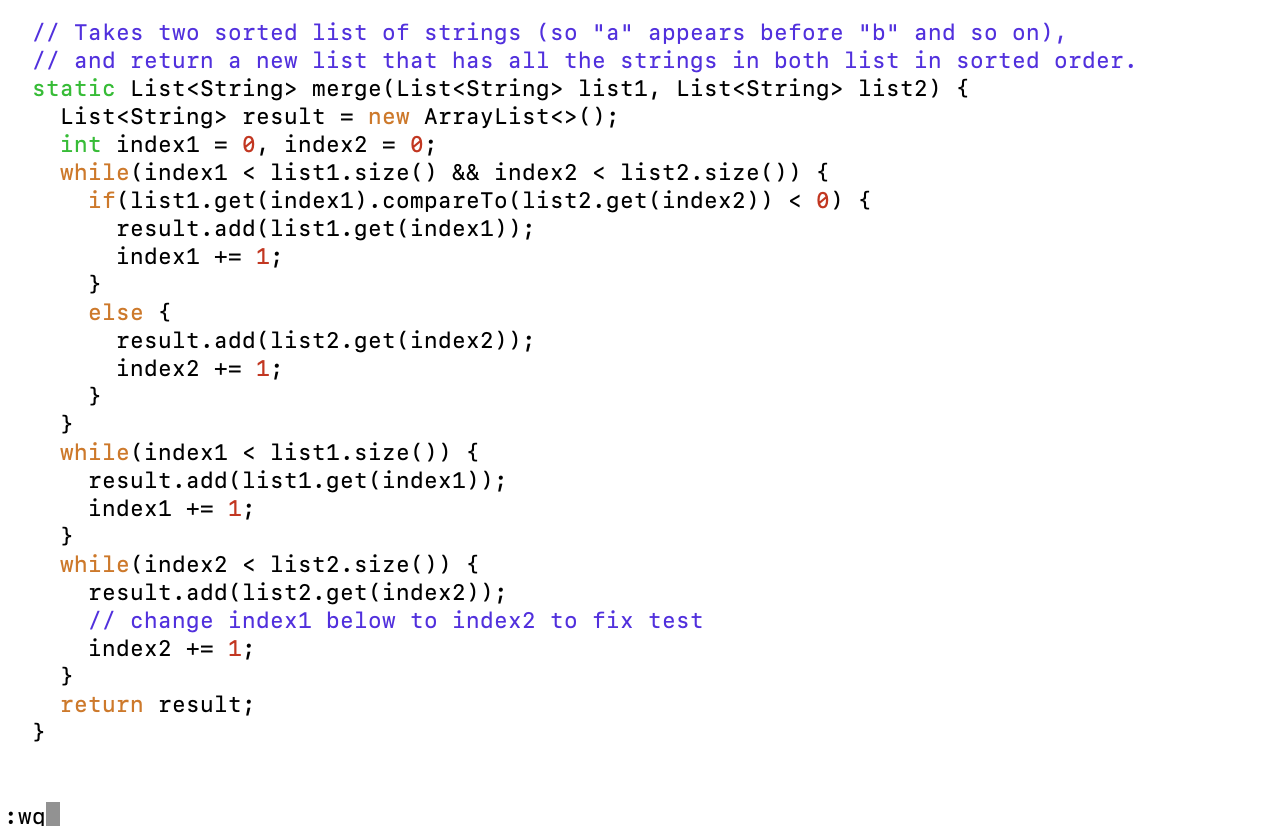 // Takes two sorted list of strings (so "a" appears before "b" and so on),
// and return a new list that has all the strings in both list in sorted order.
static List<String> merge(List<String> list1, List<String> list2) {
  List<String> result = new ArrayList<>();
  int index1 = 0, index2 = 0;
  while(index1 < list1.size() && index2 < list2.size()) {
    if(list1.get(index1).compareTo(list2.get(index2)) < 0) {
      result.add(list1.get(index1));
      index1 += 1;
    }
    else {
      result.add(list2.get(index2));
      index2 += 1;
    }
  }
  while(index1 < list1.size()) {
    result.add(list1.get(index1));
    index1 += 1;
  }
  while(index2 < list2.size()) {
    result.add(list2.get(index2));
    // change index1 below to index2 to fix test
    index2 += 1;
  }
  return result;
}
:wq